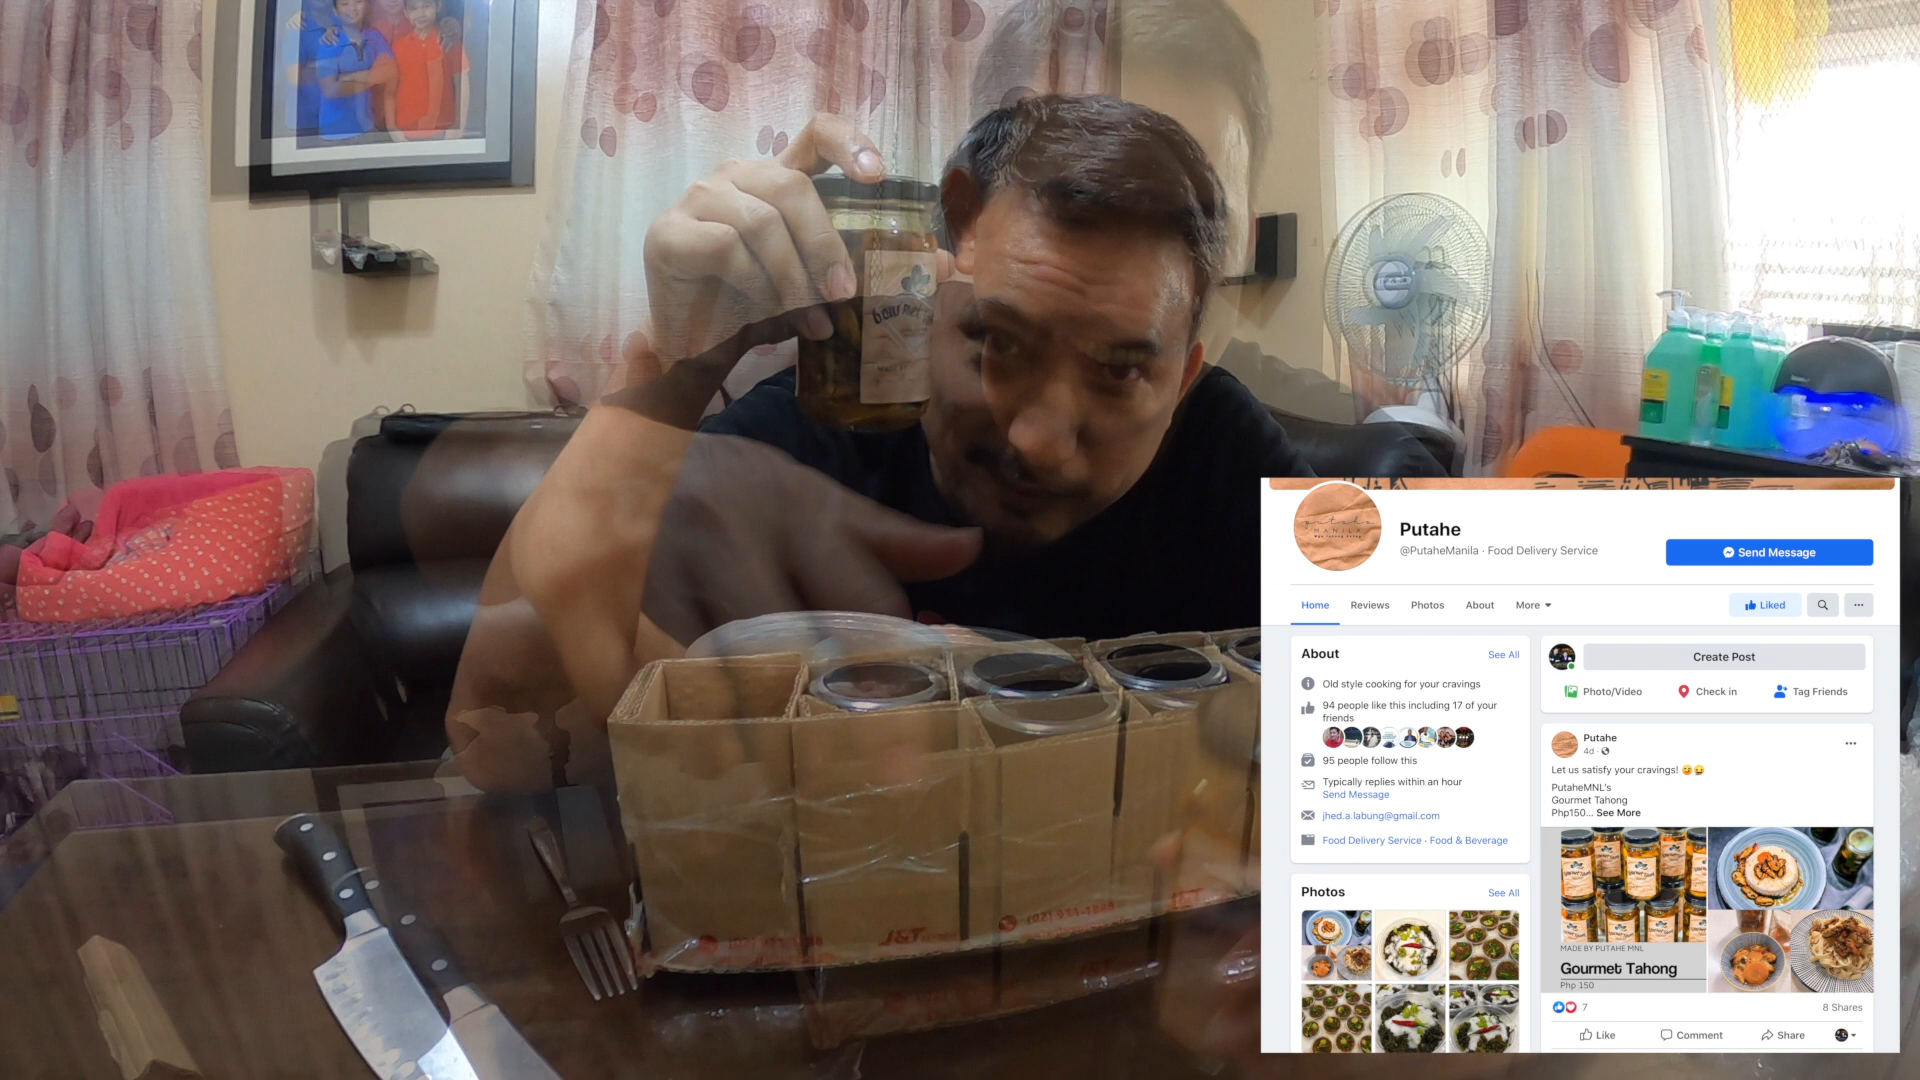 putahe
MANILA
Putahe
@PutaheManila · Food Delivery Service
Send Message
Home
Reviews
Photos
About
More
Liked
About
See All
Old style cooking for your cravings
94 people like this including 17 of your
friends
95 people follow this
Typically replies within an hour
Send Message
jhed.a.labung@gmail.com
Food Delivery Service · Food & Beverage
Photos
See All
Create Post
Photo/Video
Check in
Tag Friends
Putahe
4d ·
Let us satisfy your cravings! 😋😝
PutaheMNL's
Gourmet Tahong
Php150... See More
MADE BY PUTAHE MNL
Gourmet Tahong
Php 150
7
8 Shares
Like
Comment
Share